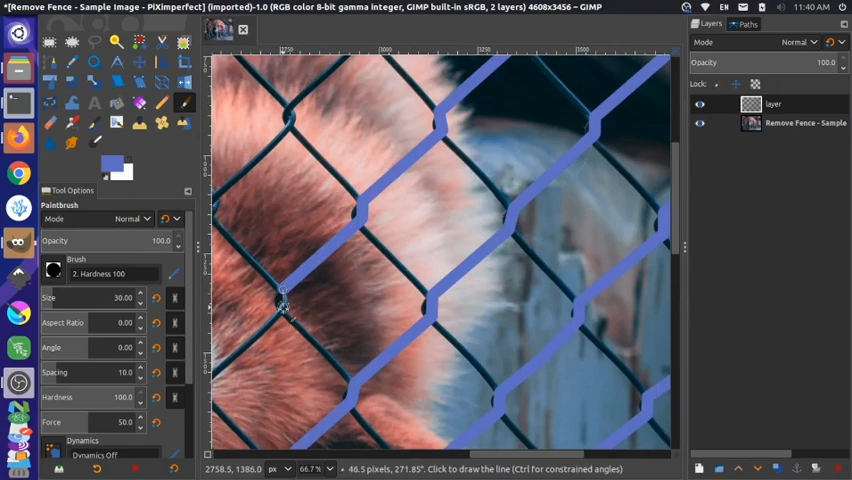 *[Remove Fence - Sample Image - PiXimperfect] (imported)-1.0 (RGB color 8-bit gamma integer, GIMP built-in sRGB, 2 layers) 4608x3456 – GIMP
EN
11:40 AM
Layers
Paths
Mode
Normal
Opacity
100.0
Lock:
layer
Remove Fence - Sample
2750
3000
3250
3500
Tool Options
Paintbrush
Mode
Normal
Opacity
100.0
Brush
2. Hardness 100
Size
30.00
Aspect Ratio
0.00
Angle
0.00
Spacing
10.0
Hardness
100.0
Force
50.0
Dynamics
Dynamics Off
2758.5, 1386.0
px
66.7%
46.5 pixels, 271.85°. Click to draw the line (Ctrl for constrained angles)